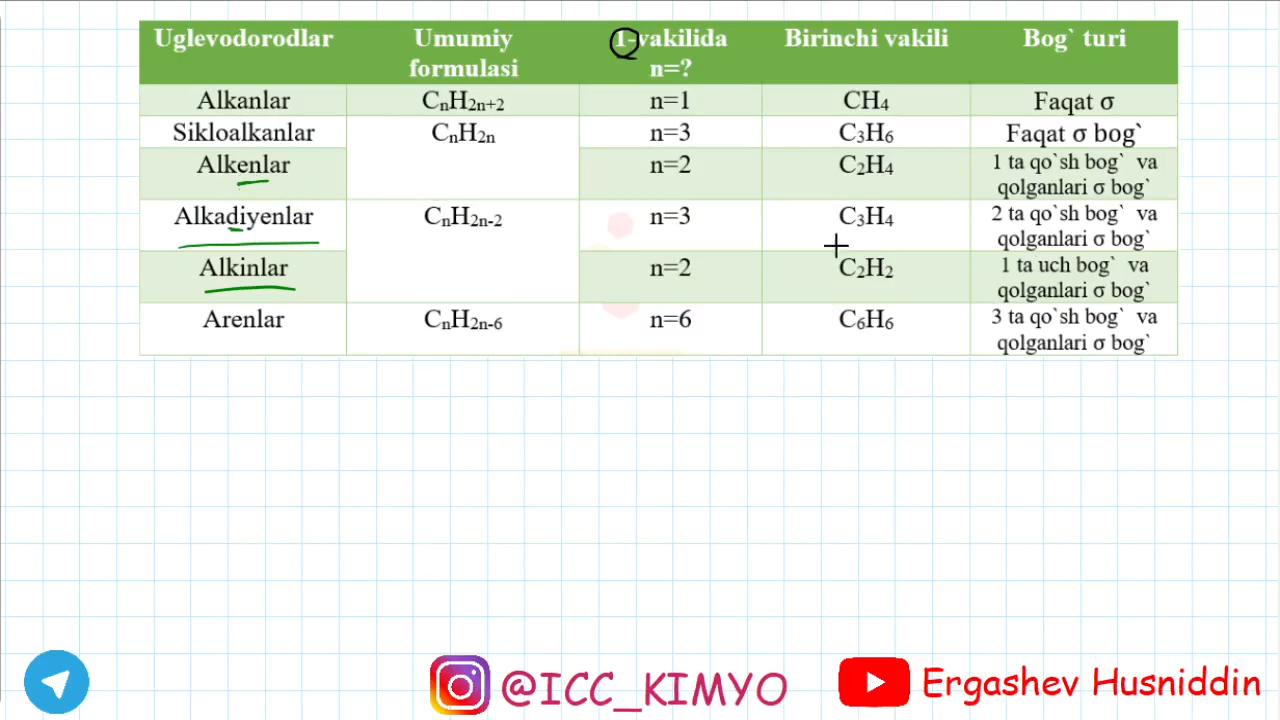 Uglevodorodlar Umumiy formulasi 1-vakilida n=? Birinchi vakili Bog` turi
Alkanlar CnH2n+2 n=1 CH4 Faqat σ
Sikloalkanlar CnH2n n=3 C3H6 Faqat σ bog`
Alkenlar n=2 C2H4 1 ta qo`sh bog` va qolganlari σ bog`
Alkadiyenlar CnH2n-2 n=3 C3H4 2 ta qo`sh bog` va qolganlari σ bog`
Alkinlar n=2 C2H2 1 ta uch bog` va qolganlari σ bog`
Arenlar CnH2n-6 n=6 C6H6 3 ta qo`sh bog` va qolganlari σ bog`
@ICC_KIMYO Ergashev Husniddin